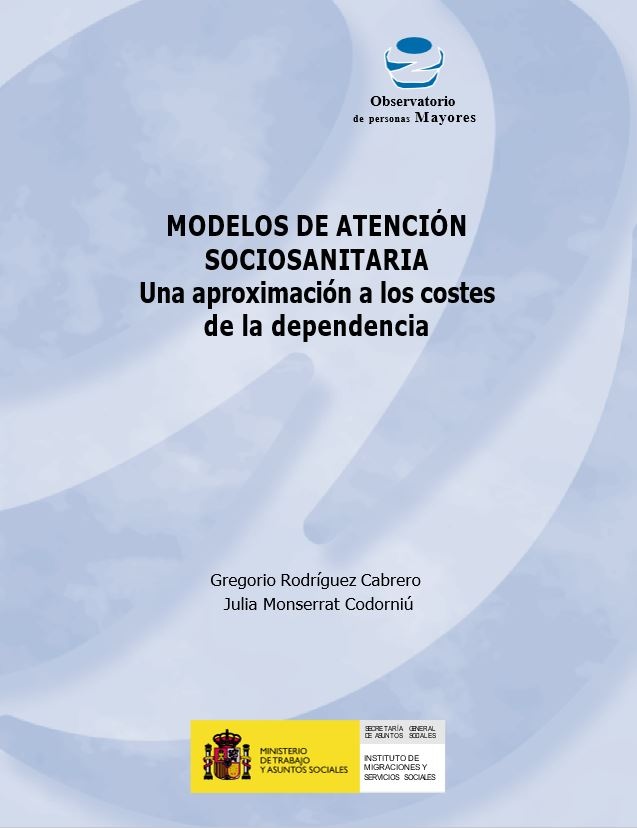 Observatorio
de personas Mayores
MODELOS DE ATENCIÓN
SOCIOSANITARIA
Una aproximación a los costes
de la dependencia
Gregorio Rodríguez Cabrero
Julia Monserrat Codorniú
MINISTERIO
DE TRABAJO
Y ASUNTOS SOCIALES
SECRETARÍA GENERAL
DE ASUNTOS SOCIALES
INSTITUTO DE
MIGRACIONES Y
SERVICIOS SOCIALES